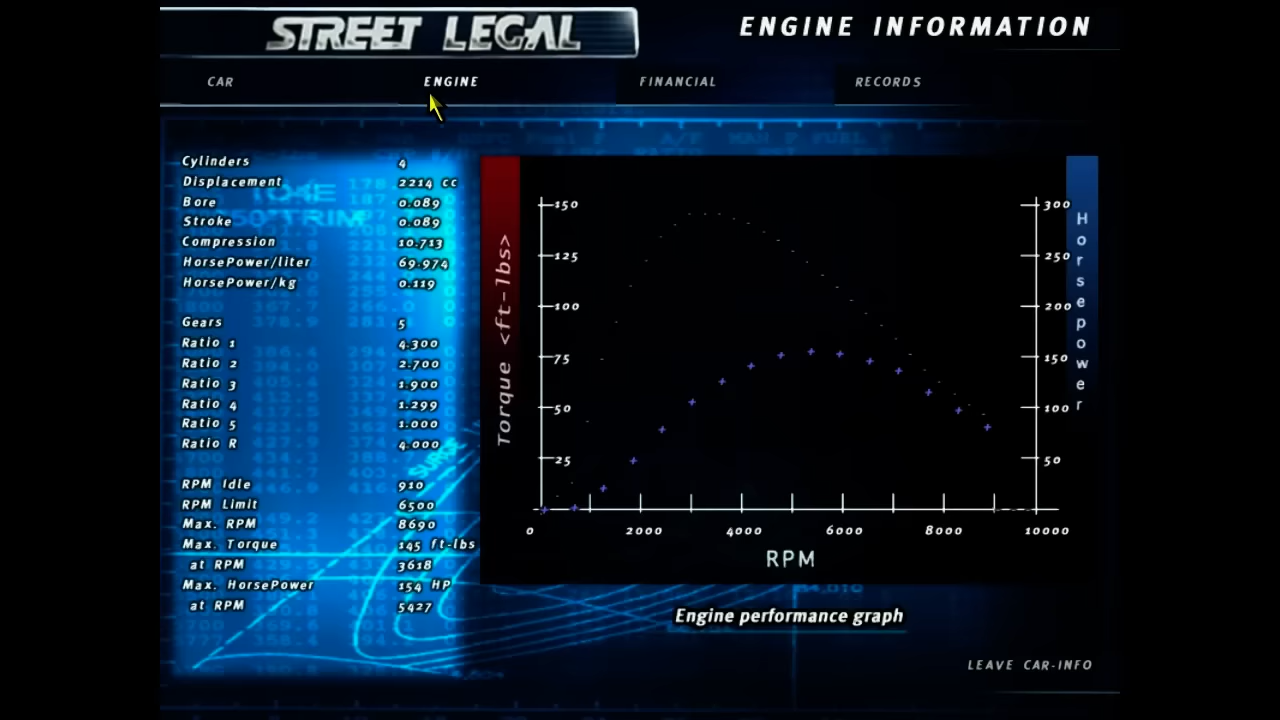 STREET LEGAL
ENGINE INFORMATION
CAR ENGINE FINANCIAL RECORDS
Cylinders 4
Displacement 2214 cc
Bore 0.089
Stroke 0.089
Compression 10.713
HorsePower/liter 69.974
HorsePower/kg 0.119
Gears 5
Ratio 1 4.300
Ratio 2 2.700
Ratio 3 1.900
Ratio 4 1.299
Ratio 5 1.000
Ratio R 4.000
RPM Idle 910
RPM Limit 6500
Max. RPM 8690
Max. Torque 145 ft-lbs
at RPM 3618
Max. HorsePower 154 HP
at RPM 5427
Torque <ft-lbs>
150
125
100
75
50
25
0 2000 4000 6000 8000 10000
RPM
300
250
200
150
100
50
Horsepower
Engine performance graph
LEAVE CAR-INFO
SURGE